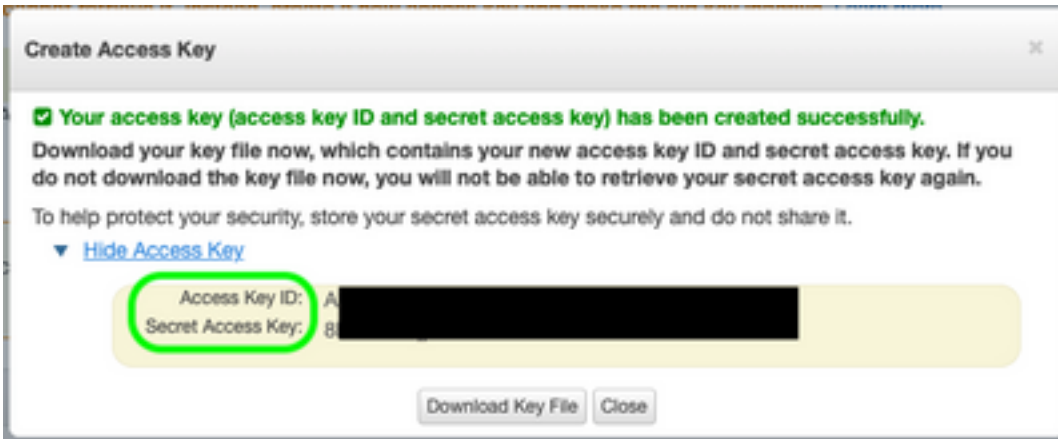 Create Access Key
Your access key (access key ID and secret access key) has been created successfully.
Download your key file now, which contains your new access key ID and secret access key. If you
do not download the key file now, you will not be able to retrieve your secret access key again.
To help protect your security, store your secret access key securely and do not share it.
Hide Access Key
Access Key ID: A
Secret Access Key: 8
Download Key File Close